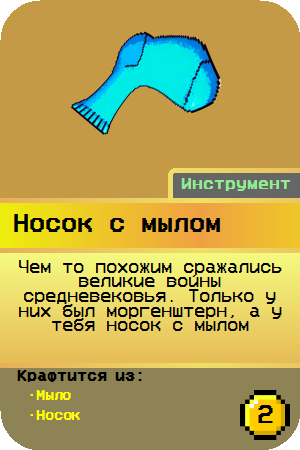 Инструмент
Носок с мылом
Чем то похожим сражались
великие войны
средневековья. Только у
них был моргенштерн, а у
тебя носок с мылом
Крафтится из:
·Мыло
·Носок
2